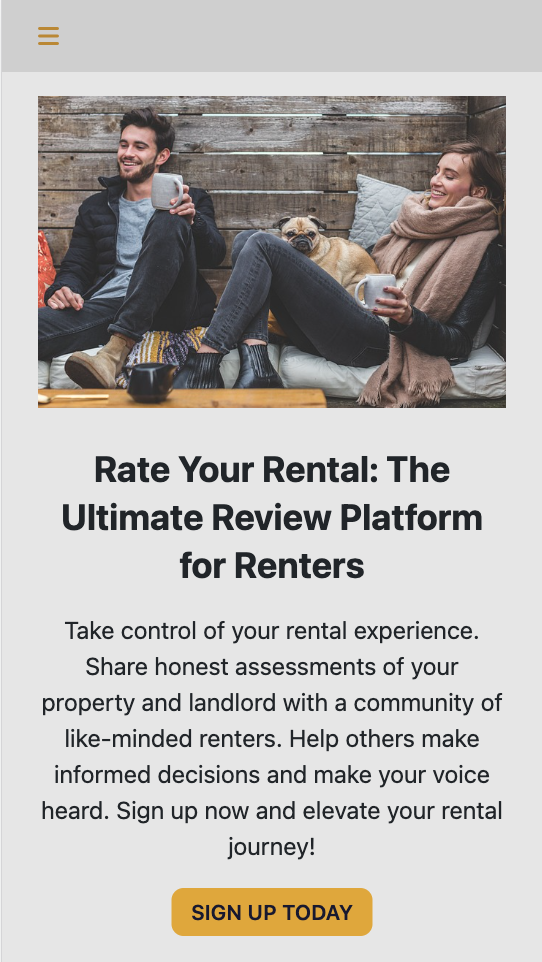 Rate Your Rental: The
Ultimate Review Platform
for Renters
Take control of your rental experience.
Share honest assessments of your
property and landlord with a community of
like-minded renters. Help others make
informed decisions and make your voice
heard. Sign up now and elevate your rental
journey!
SIGN UP TODAY